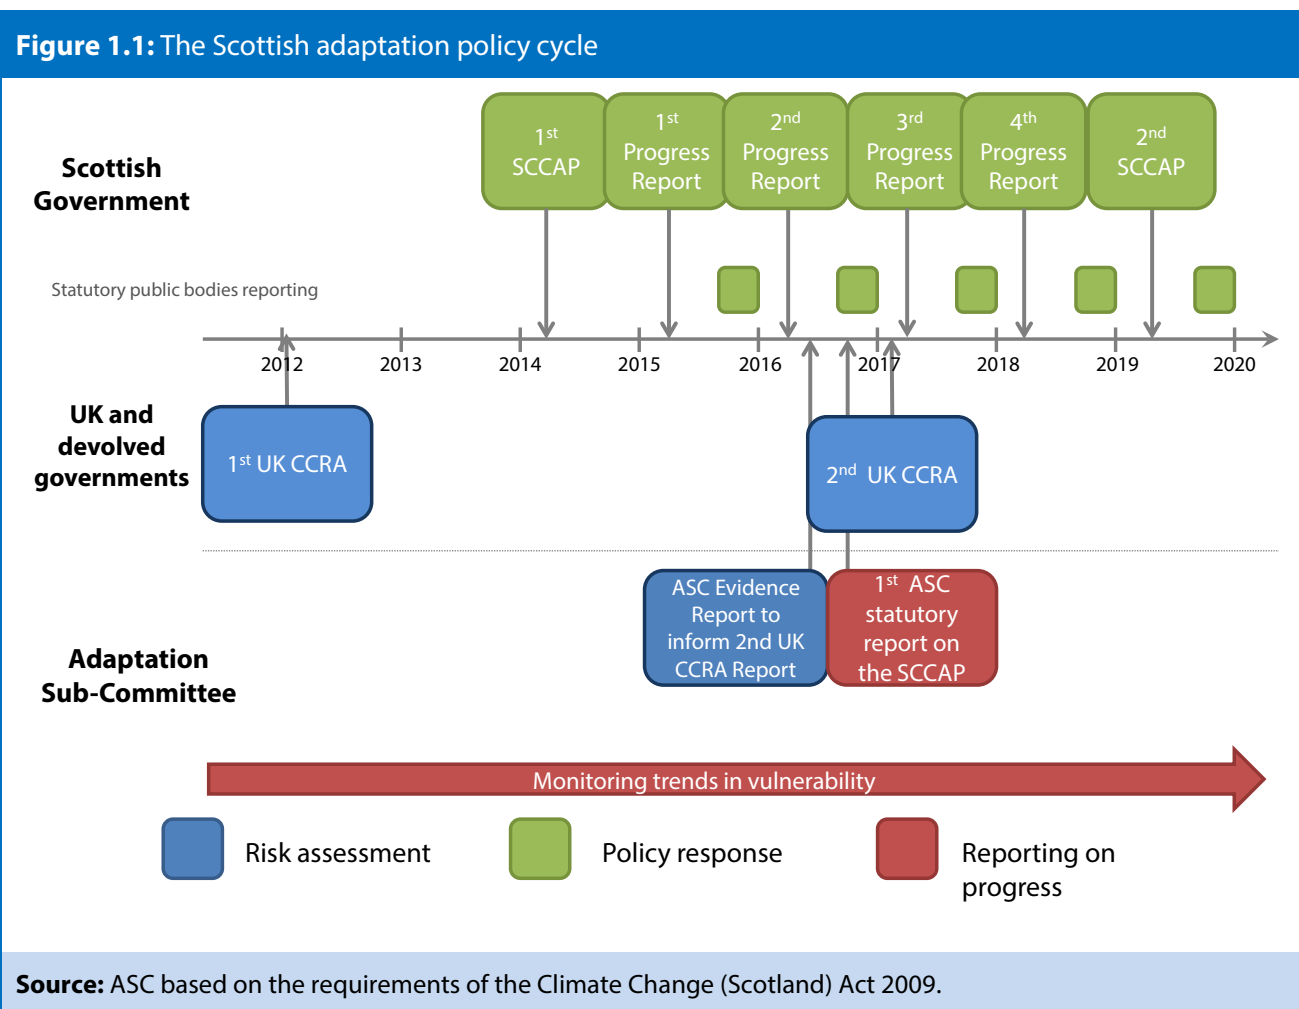 Figure 1.1: The Scottish adaptation policy cycle
Scottish
Government
1st
SCCAP
1st
Progress
Report
2nd
Progress
Report
3rd
Progress
Report
4th
Progress
Report
2nd
SCCAP
Statutory public bodies reporting
2012 2013 2014 2015 2016 2017 2018 2019 2020
UK and
devolved
governments
1st UK CCRA
2nd UK CCRA
Adaptation
Sub-Committee
ASC Evidence
Report to
inform 2nd UK
CCRA Report
1st ASC
statutory
report on
the SCCAP
Monitoring trends in vulnerability
Risk assessment
Policy response
Reporting on
progress
Source: ASC based on the requirements of the Climate Change (Scotland) Act 2009.